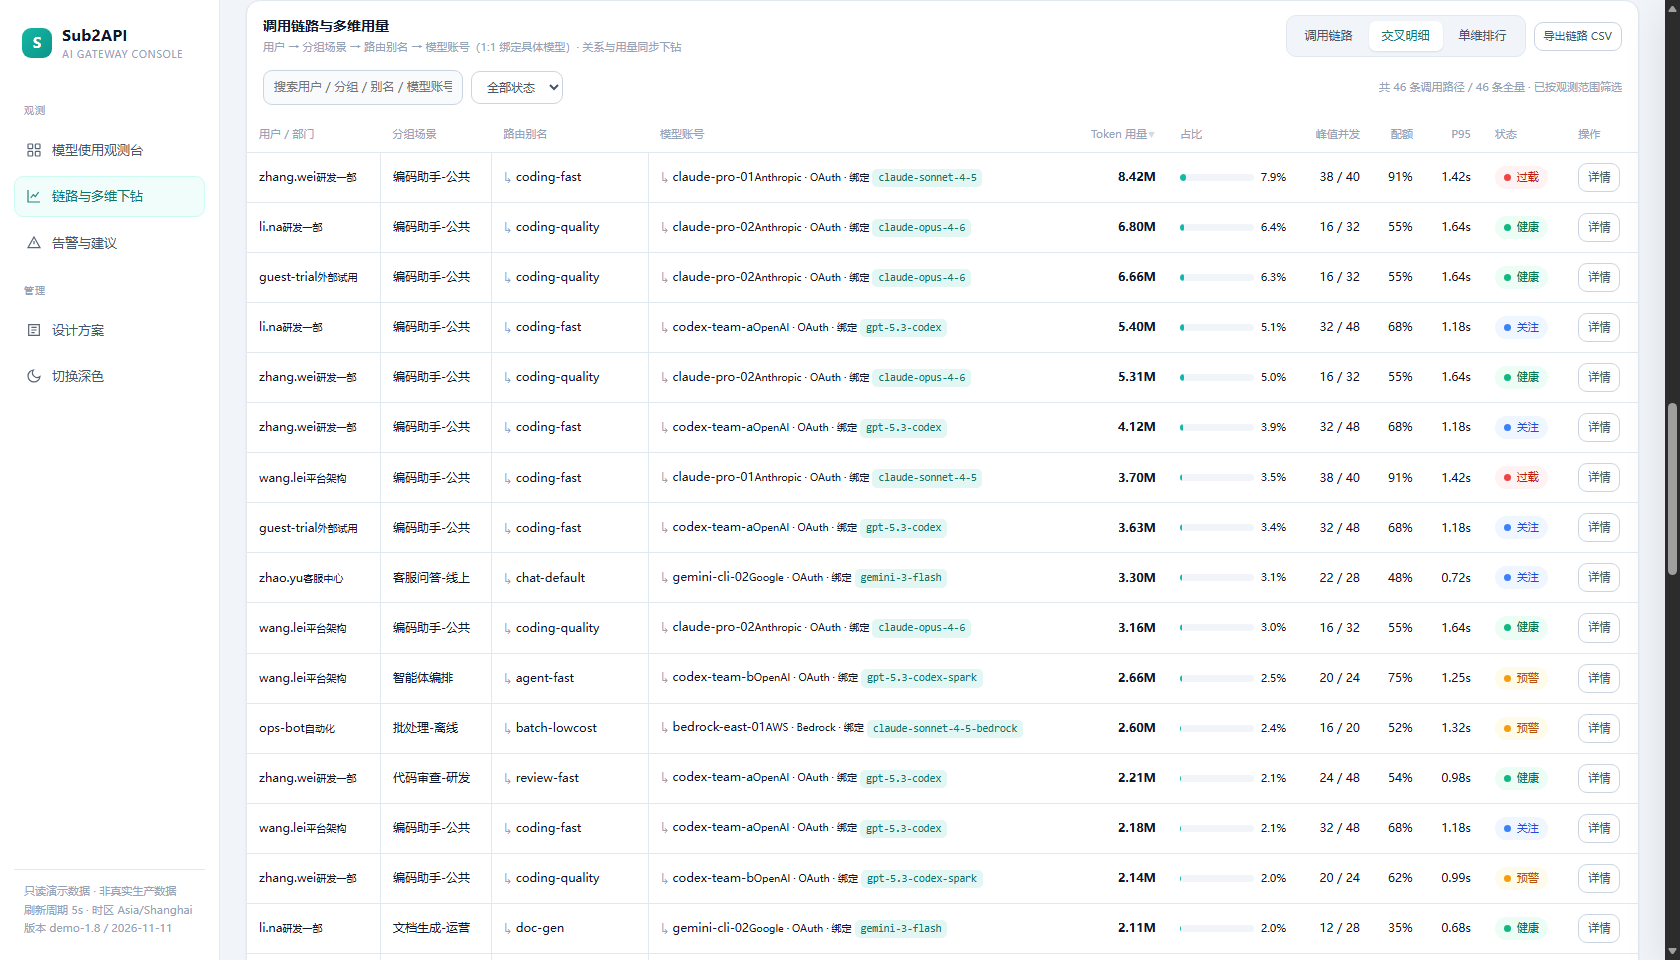 S
Sub2API
AI GATEWAY CONSOLE
观测
模型使用观测台
链路与多维下钻
告警与建议
管理
设计方案
切换深色
只读演示数据 · 非真实生产数据
刷新周期 5s · 时区 Asia/Shanghai
版本 demo-1.8 / 2026-11-11
调用链路与多维用量
用户 → 分组场景 → 路由别名 → 模型账号（1:1 绑定具体模型）· 关系与用量同步下钻
调用链路 交叉明细 单维排行 导出链路 CSV
搜索用户 / 分组 / 别名 / 模型账号 全部状态
共 46 条调用路径 / 46 条全量 · 已按观测范围筛选
用户 / 部门 分组场景 路由别名 模型账号 Token 用量▼ 占比 峰值并发 配额 P95 状态 操作
zhang.wei研发一部 编码助手-公共 ↳ coding-fast ↳ claude-pro-01Anthropic · OAuth · 绑定 claude-sonnet-4-5 8.42M 7.9% 38 / 40 91% 1.42s 过载 详情
li.na研发一部 编码助手-公共 ↳ coding-quality ↳ claude-pro-02Anthropic · OAuth · 绑定 claude-opus-4-6 6.80M 6.4% 16 / 32 55% 1.64s 健康 详情
guest-trial外部试用 编码助手-公共 ↳ coding-quality ↳ claude-pro-02Anthropic · OAuth · 绑定 claude-opus-4-6 6.66M 6.3% 16 / 32 55% 1.64s 健康 详情
li.na研发一部 编码助手-公共 ↳ coding-fast ↳ codex-team-aOpenAI · OAuth · 绑定 gpt-5.3-codex 5.40M 5.1% 32 / 48 68% 1.18s 关注 详情
zhang.wei研发一部 编码助手-公共 ↳ coding-quality ↳ claude-pro-02Anthropic · OAuth · 绑定 claude-opus-4-6 5.31M 5.0% 16 / 32 55% 1.64s 健康 详情
zhang.wei研发一部 编码助手-公共 ↳ coding-fast ↳ codex-team-aOpenAI · OAuth · 绑定 gpt-5.3-codex 4.12M 3.9% 32 / 48 68% 1.18s 关注 详情
wang.lei平台架构 编码助手-公共 ↳ coding-fast ↳ claude-pro-01Anthropic · OAuth · 绑定 claude-sonnet-4-5 3.70M 3.5% 38 / 40 91% 1.42s 过载 详情
guest-trial外部试用 编码助手-公共 ↳ coding-fast ↳ codex-team-aOpenAI · OAuth · 绑定 gpt-5.3-codex 3.63M 3.4% 32 / 48 68% 1.18s 关注 详情
zhao.yu客服中心 客服问答-线上 ↳ chat-default ↳ gemini-cli-02Google · OAuth · 绑定 gemini-3-flash 3.30M 3.1% 22 / 28 48% 0.72s 关注 详情
wang.lei平台架构 编码助手-公共 ↳ coding-quality ↳ claude-pro-02Anthropic · OAuth · 绑定 claude-opus-4-6 3.16M 3.0% 16 / 32 55% 1.64s 健康 详情
wang.lei平台架构 智能体编排 ↳ agent-fast ↳ codex-team-bOpenAI · OAuth · 绑定 gpt-5.3-codex-spark 2.66M 2.5% 20 / 24 75% 1.25s 预警 详情
ops-bot自动化 批处理-离线 ↳ batch-lowcost ↳ bedrock-east-01AWS · Bedrock · 绑定 claude-sonnet-4-5-bedrock 2.60M 2.4% 16 / 20 52% 1.32s 预警 详情
zhang.wei研发一部 代码审查-研发 ↳ review-fast ↳ codex-team-aOpenAI · OAuth · 绑定 gpt-5.3-codex 2.21M 2.1% 24 / 48 54% 0.98s 健康 详情
wang.lei平台架构 编码助手-公共 ↳ coding-fast ↳ codex-team-aOpenAI · OAuth · 绑定 gpt-5.3-codex 2.18M 2.1% 32 / 48 68% 1.18s 关注 详情
zhang.wei研发一部 编码助手-公共 ↳ coding-quality ↳ codex-team-bOpenAI · OAuth · 绑定 gpt-5.3-codex-spark 2.14M 2.0% 20 / 24 62% 0.99s 预警 详情
li.na研发一部 文档生成-运营 ↳ doc-gen ↳ gemini-cli-02Google · OAuth · 绑定 gemini-3-flash 2.11M 2.0% 12 / 28 35% 0.68s 健康 详情